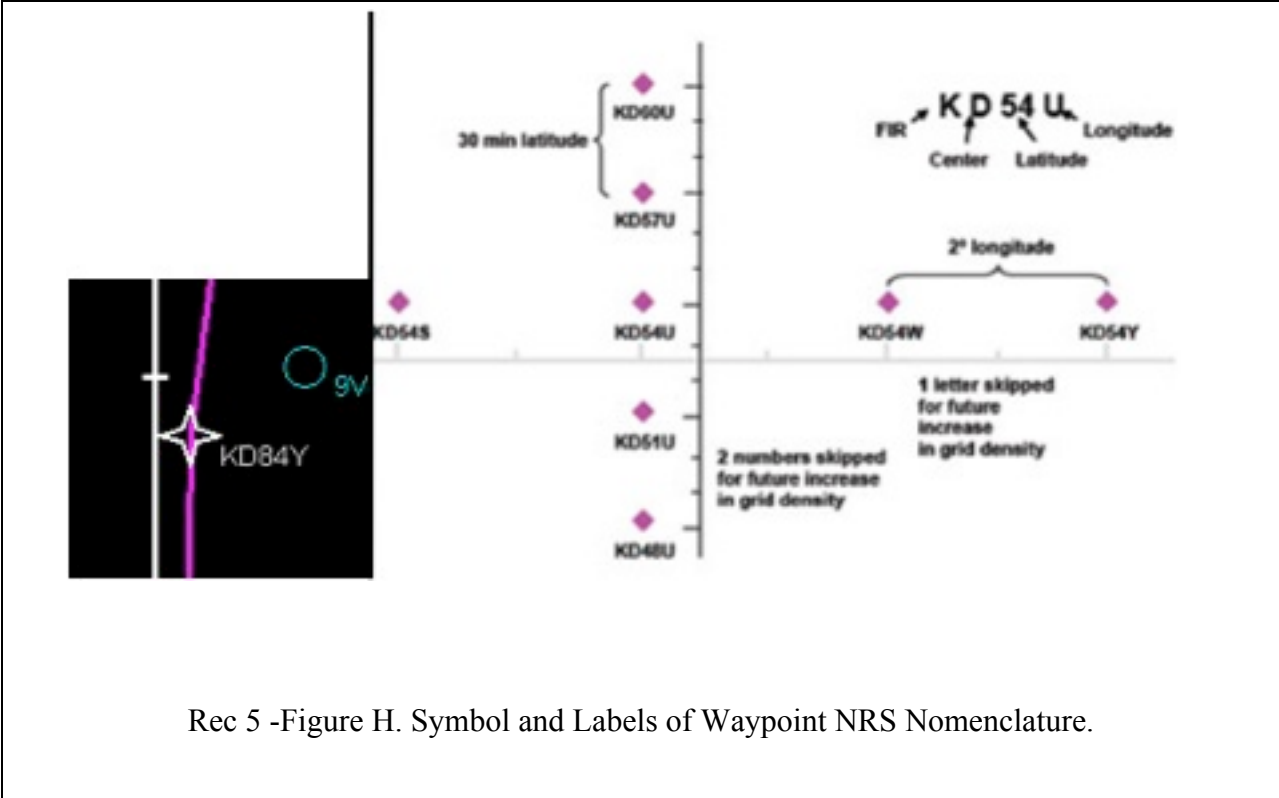 KD60U
30 min latitude
KD57U
K D 54 U
FIR
Longitude
Center
Latitude
2° longitude
KD54S
KD54U
KD54W
KD54Y
9V
KD84Y
KD51U
1 letter skipped
for future
increase
in grid density
2 numbers skipped
for future increase
in grid density
KD48U
Rec 5 -Figure H. Symbol and Labels of Waypoint NRS Nomenclature.